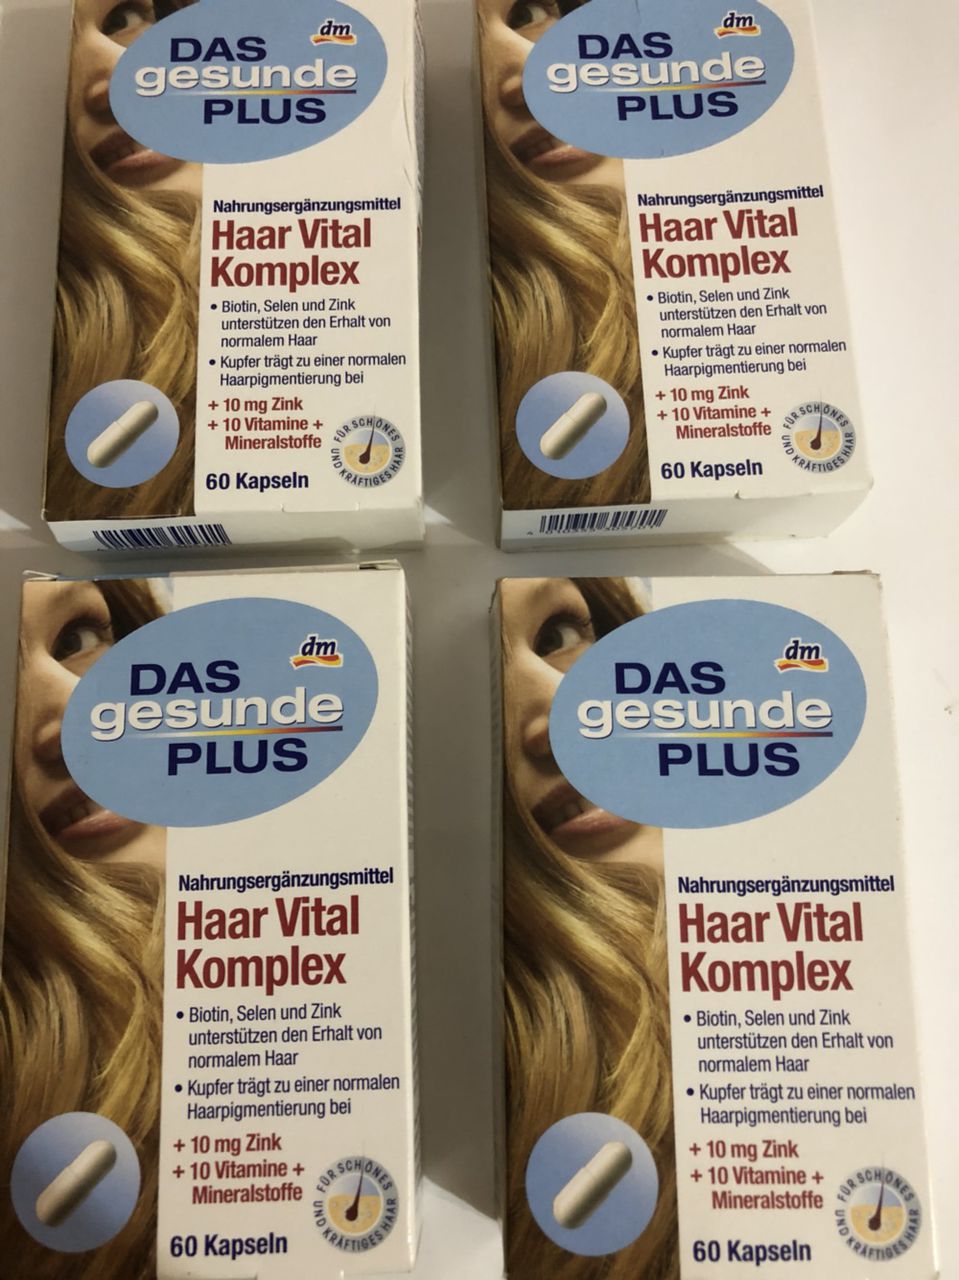 dm
DAS
gesunde
PLUS
Nahrungsergänzungsmittel
Haar Vital
Komplex
• Biotin, Selen und Zink
unterstützen den Erhalt von
normalem Haar
• Kupfer trägt zu einer normalen
Haarpigmentierung bei
+ 10 mg Zink
+ 10 Vitamine +
Mineralstoffe
60 Kapseln
FÜR SCHÖNES
UND KRÄFTIGES HAAR
dm
DAS
gesunde
PLUS
Nahrungsergänzungsmittel
Haar Vital
Komplex
• Biotin, Selen und Zink
unterstützen den Erhalt von
normalem Haar
• Kupfer trägt zu einer normalen
Haarpigmentierung bei
+ 10 mg Zink
+ 10 Vitamine +
Mineralstoffe
60 Kapseln
FÜR SCHÖNES
UND KRÄFTIGES HAAR
dm
DAS
gesunde
PLUS
Nahrungsergänzungsmittel
Haar Vital
Komplex
• Biotin, Selen und Zink
unterstützen den Erhalt von
normalem Haar
• Kupfer trägt zu einer normalen
Haarpigmentierung bei
+ 10 mg Zink
+ 10 Vitamine +
Mineralstoffe
60 Kapseln
FÜR SCHÖNES
UND KRÄFTIGES HAAR
dm
DAS
gesunde
PLUS
Nahrungsergänzungsmittel
Haar Vital
Komplex
• Biotin, Selen und Zink
unterstützen den Erhalt von
normalem Haar
• Kupfer trägt zu einer normalen
Haarpigmentierung bei
+ 10 mg Zink
+ 10 Vitamine +
Mineralstoffe
60 Kapseln
FÜR SCHÖNES
UND KRÄFTIGES HAAR